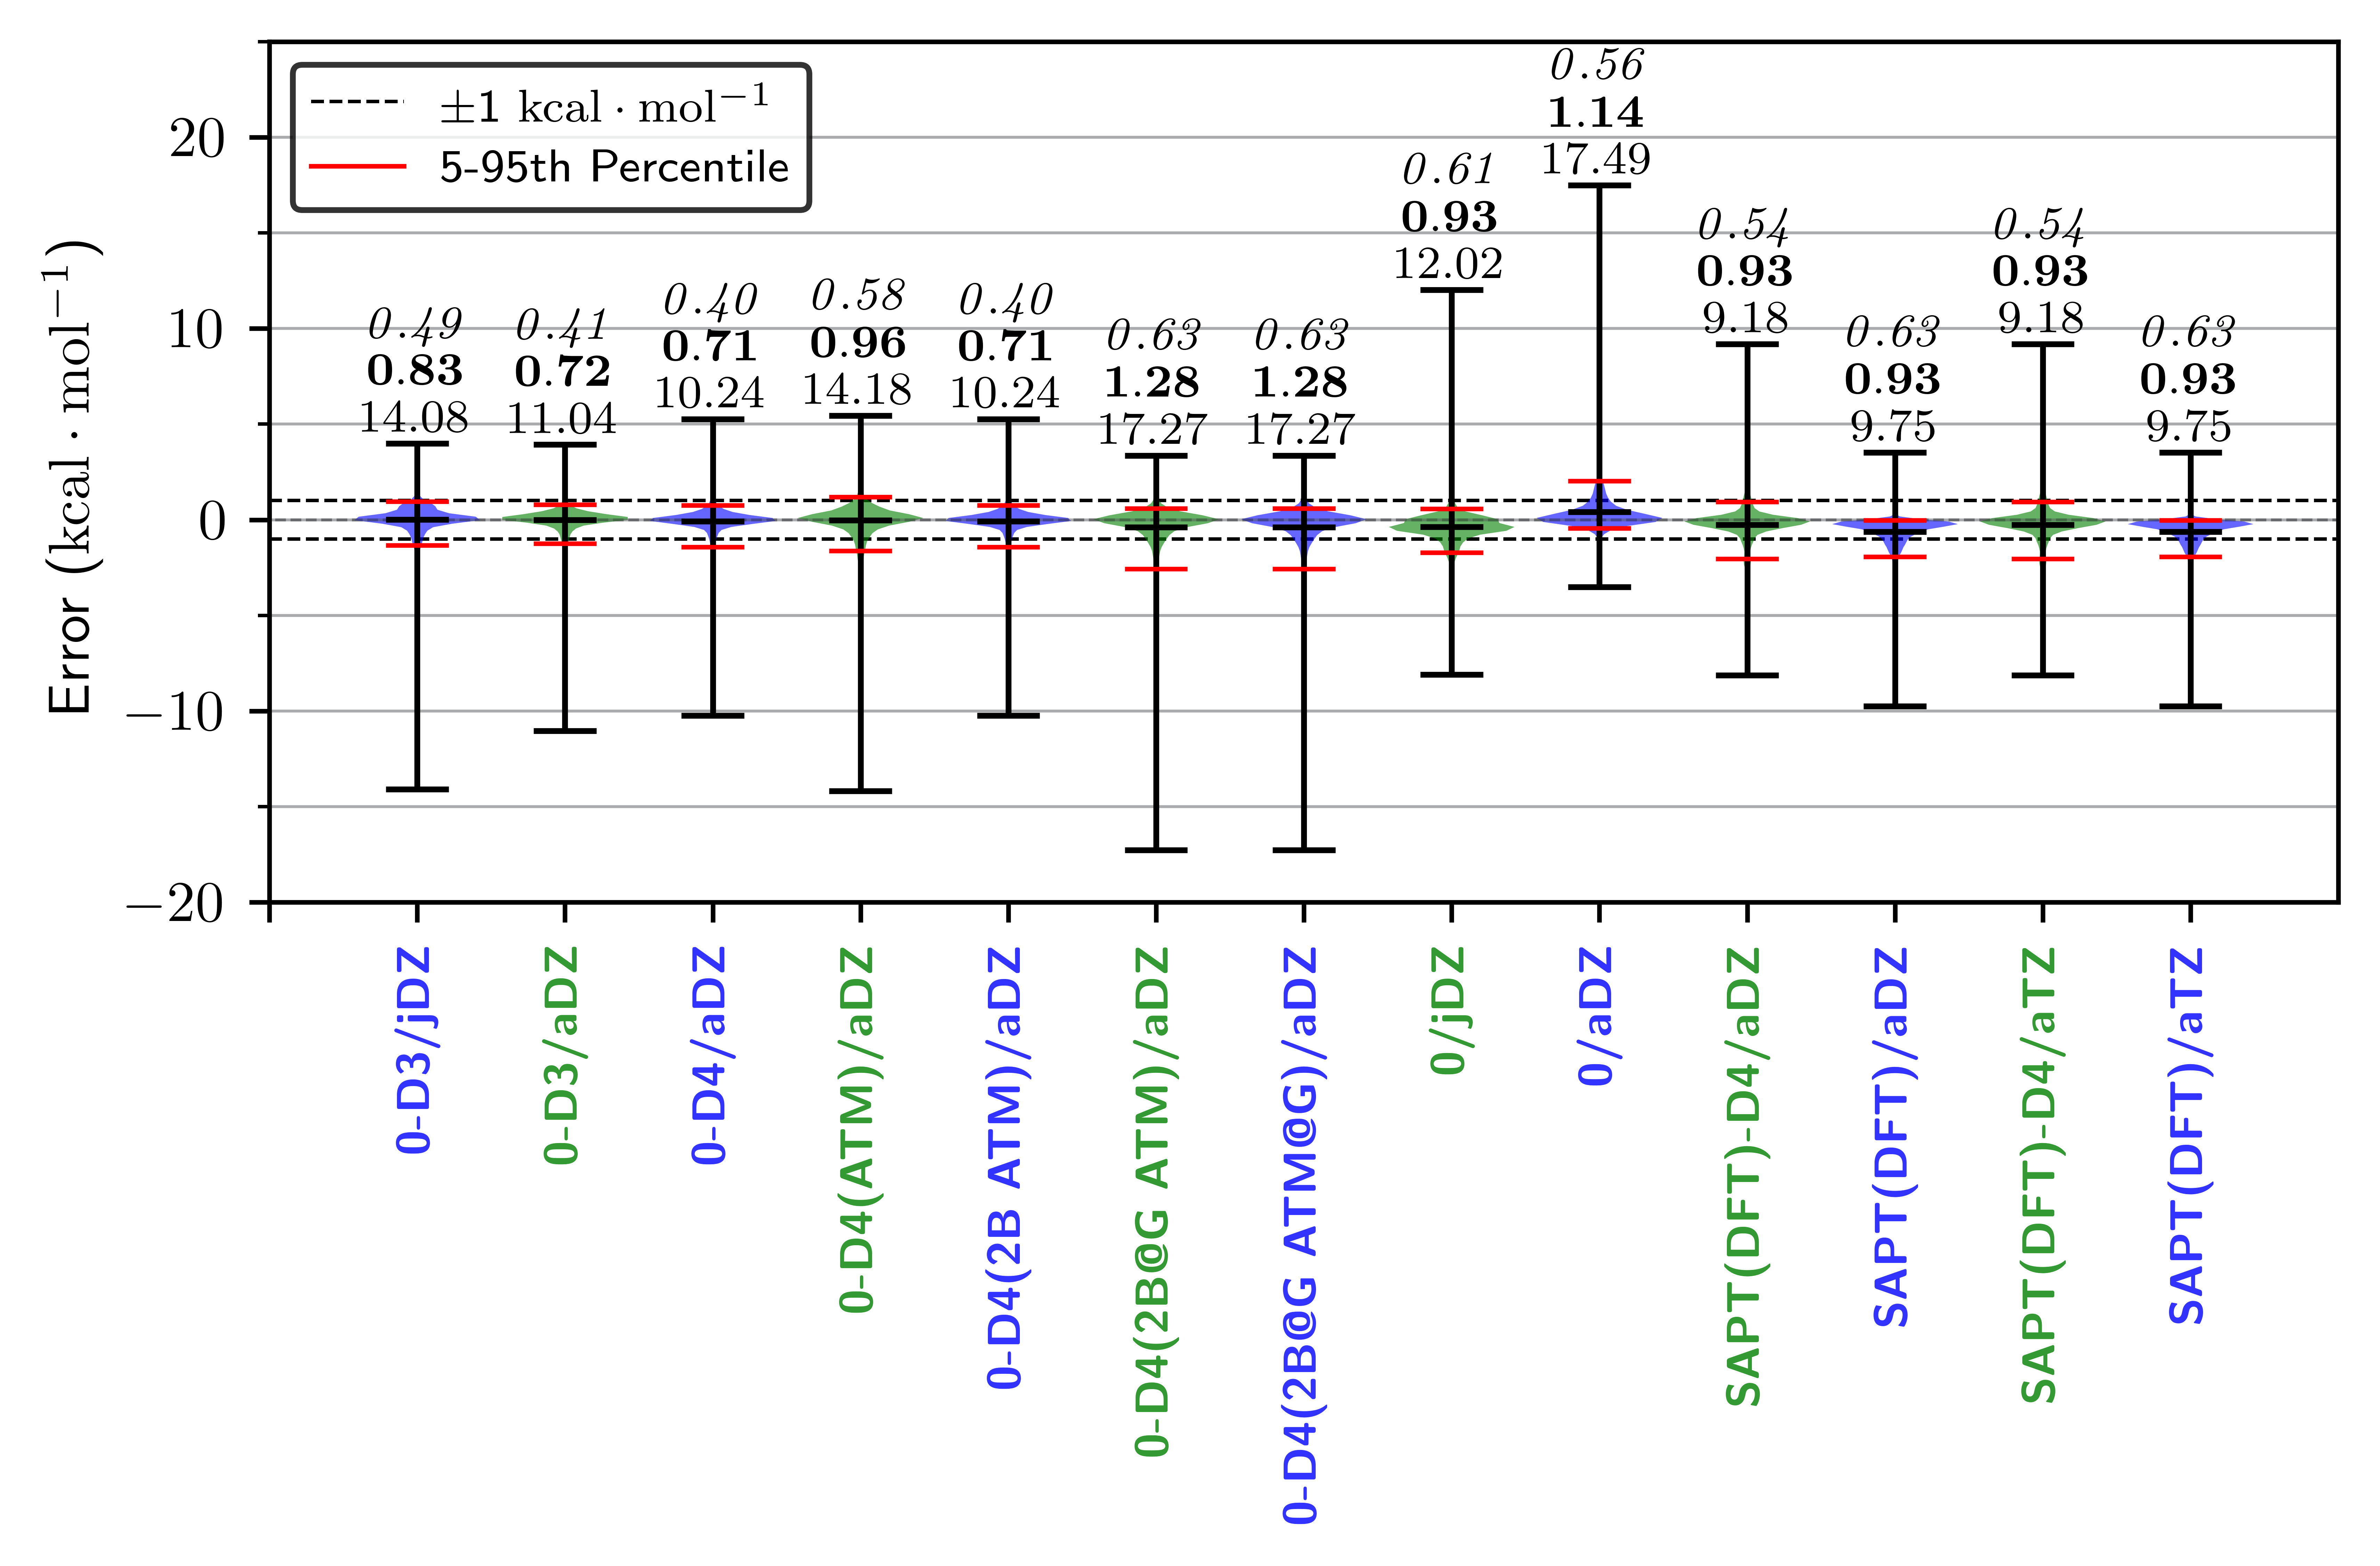 ±1 kcal · mol⁻¹
5-95th Percentile
Error (kcal · mol⁻¹)
20
10
0
−10
−20
0.49
0.83
14.08
0.41
0.72
11.04
0.40
0.71
10.24
0.58
0.96
14.18
0.40
0.71
10.24
0.63
1.28
17.27
0.63
1.28
17.27
0.61
0.93
12.02
0.56
1.14
17.49
0.54
0.93
9.18
0.63
0.93
9.75
0.54
0.93
9.18
0.63
0.93
9.75
0-D3/jDZ
0-D3/aDZ
0-D4/aDZ
0-D4(ATM)/aDZ
0-D4(2B ATM)/aDZ
0-D4(2B@G ATM)/aDZ
0-D4(2B@G ATM@G)/aDZ
0/jDZ
0/aDZ
SAPT(DFT)-D4/aDZ
SAPT(DFT)/aDZ
SAPT(DFT)-D4/aTZ
SAPT(DFT)/aTZ